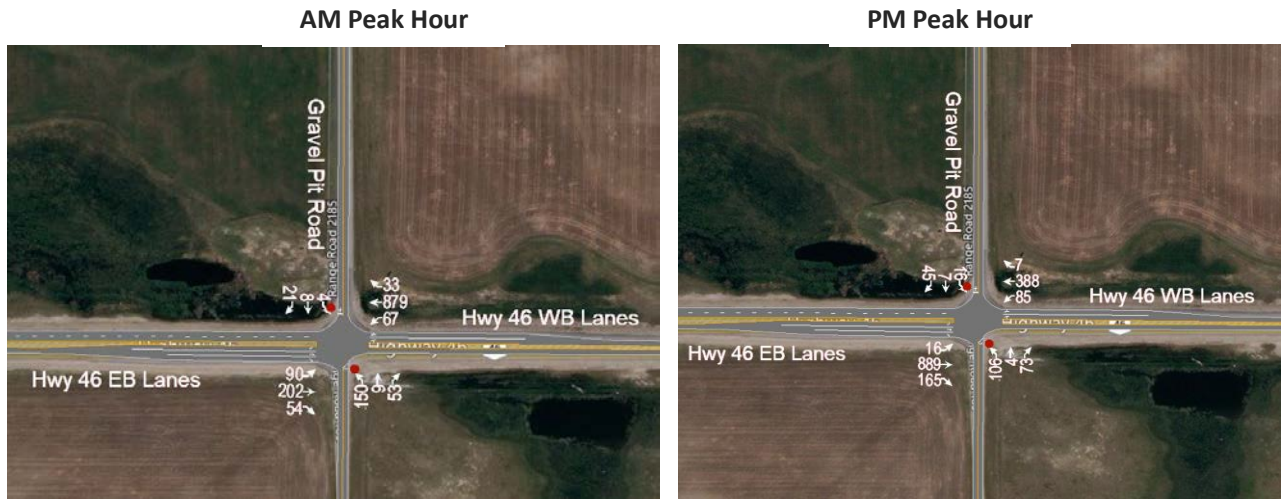 AM Peak Hour
PM Peak Hour
Gravel Pit Road
Range Road 2185
21
8
4
33
879
67
Hwy 46 WB Lanes
Hwy 46 EB Lanes
90
202
54
150
9
53
Gravel Pit Road
Range Road 2185
45
7
16
7
388
85
Hwy 46 WB Lanes
Hwy 46 EB Lanes
16
889
165
106
4
73